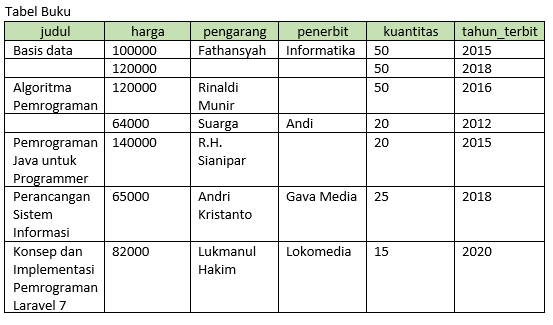 Tabel Buku
judul harga pengarang penerbit kuantitas tahun_terbit
Basis data 100000 Fathansyah Informatika 50 2015
120000 50 2018
Algoritma 120000 Rinaldi 50 2016
Pemrograman Munir
64000 Suarga Andi 20 2012
Pemrograman 140000 R.H. 20 2015
Java untuk Sianipar
Programmer
Perancangan 65000 Andri Gava Media 25 2018
Sistem Kristanto
Informasi
Konsep dan 82000 Lukmanul Lokomedia 15 2020
Implementasi Hakim
Pemrograman
Laravel 7